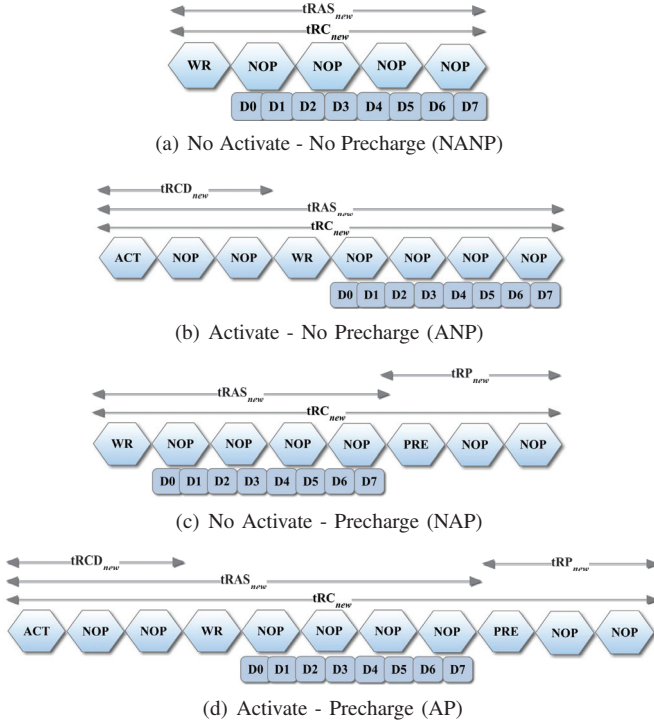 tRAS_new
tRC_new
WR NOP NOP NOP NOP
D0 D1 D2 D3 D4 D5 D6 D7
(a) No Activate - No Precharge (NANP)
tRCD_new
tRAS_new
tRC_new
ACT NOP NOP WR NOP NOP NOP NOP
D0 D1 D2 D3 D4 D5 D6 D7
(b) Activate - No Precharge (ANP)
tRP_new
tRAS_new
tRC_new
WR NOP NOP NOP NOP PRE NOP NOP
D0 D1 D2 D3 D4 D5 D6 D7
(c) No Activate - Precharge (NAP)
tRCD_new tRP_new
tRAS_new
tRC_new
ACT NOP NOP WR NOP NOP NOP NOP PRE NOP NOP
D0 D1 D2 D3 D4 D5 D6 D7
(d) Activate - Precharge (AP)